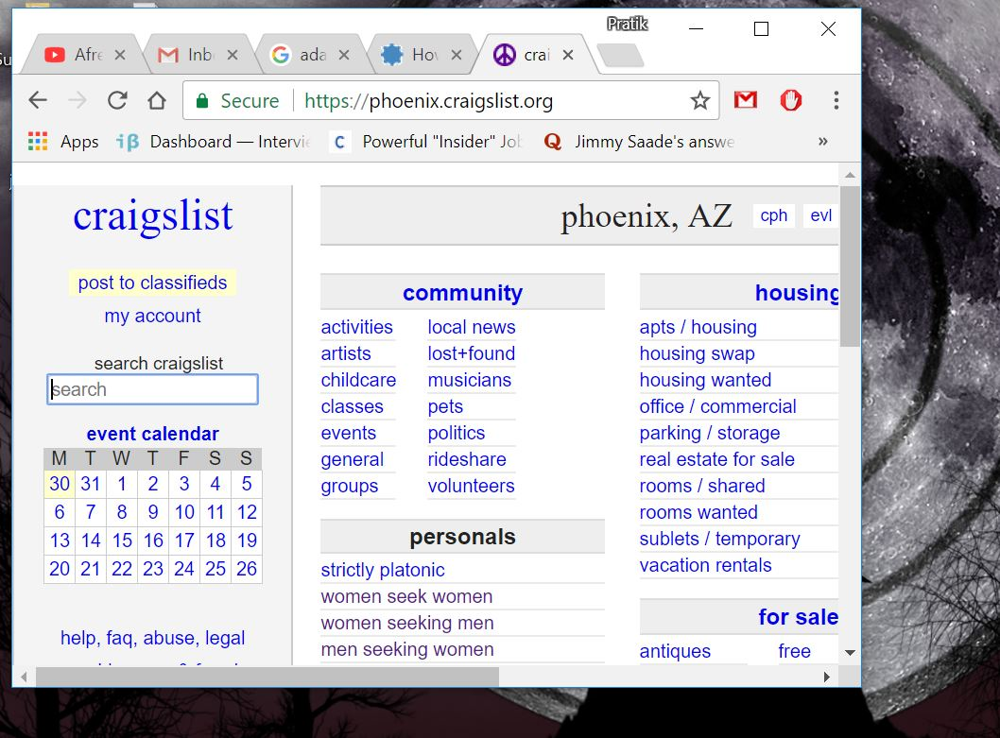 Pratik
Afre
Inb
ada
How
crai
Secure
https://phoenix.craigslist.org
Apps
Dashboard — Intervie
Powerful "Insider" Job
Jimmy Saade's answe
»
craigslist
post to classifieds
my account
search craigslist
search
event calendar
M T W T F S S
30 31 1 2 3 4 5
6 7 8 9 10 11 12
13 14 15 16 17 18 19
20 21 22 23 24 25 26
help, faq, abuse, legal
phoenix, AZ cph evl
community
activities
artists
childcare
classes
events
general
groups
local news
lost+found
musicians
pets
politics
rideshare
volunteers
personals
strictly platonic
women seek women
women seeking men
men seeking women
housing
apts / housing
housing swap
housing wanted
office / commercial
parking / storage
real estate for sale
rooms / shared
rooms wanted
sublets / temporary
vacation rentals
for sale
antiques
free